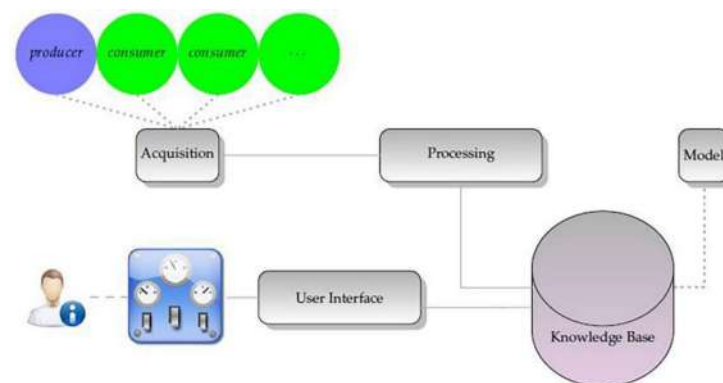 producer consumer consumer ...
Acquisition Processing Model
User Interface
Knowledge Base